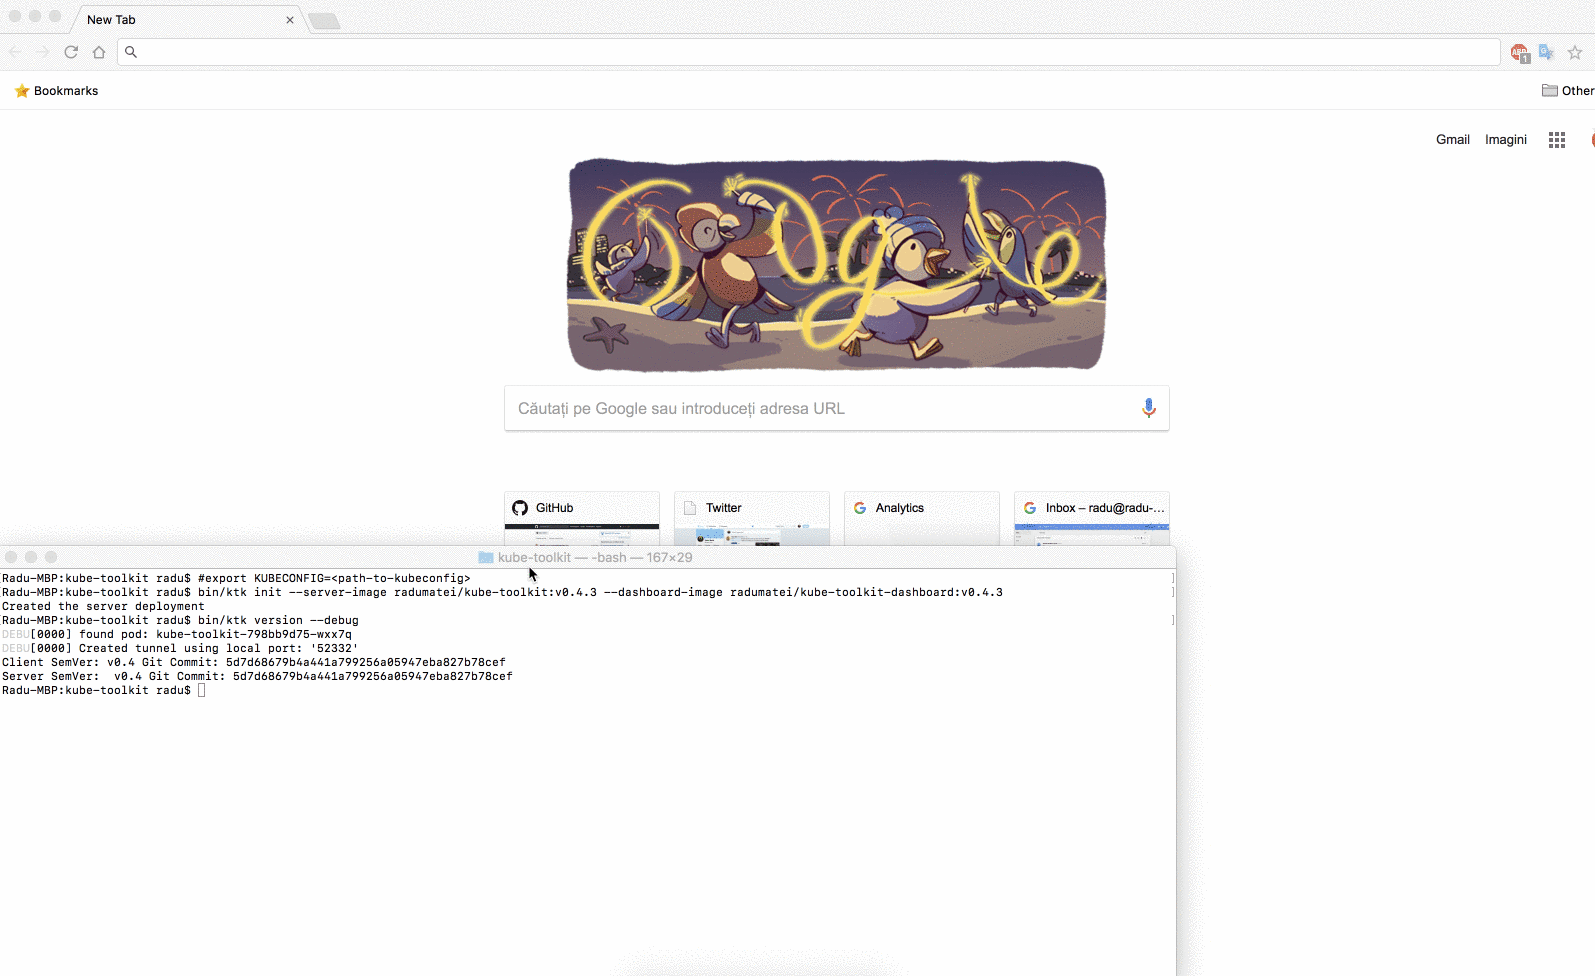 New Tab
Bookmarks
Other
Gmail Imagini
Google
Căutați pe Google sau introduceți adresa URL
GitHub Twitter Analytics Inbox – radu@radu-...
kube-toolkit — -bash — 167×29
[Radu-MBP:kube-toolkit radu$ #export KUBECONFIG=<path-to-kubeconfig> ]
[Radu-MBP:kube-toolkit radu$ bin/ktk init --server-image radumatei/kube-toolkit:v0.4.3 --dashboard-image radumatei/kube-toolkit-dashboard:v0.4.3 ]
Created the server deployment
[Radu-MBP:kube-toolkit radu$ bin/ktk version --debug ]
DEBU[0000] found pod: kube-toolkit-798bb9d75-wxx7q
DEBU[0000] Created tunnel using local port: '52332'
Client SemVer: v0.4 Git Commit: 5d7d68679b4a441a799256a05947eba827b78cef
Server SemVer:  v0.4 Git Commit: 5d7d68679b4a441a799256a05947eba827b78cef
Radu-MBP:kube-toolkit radu$